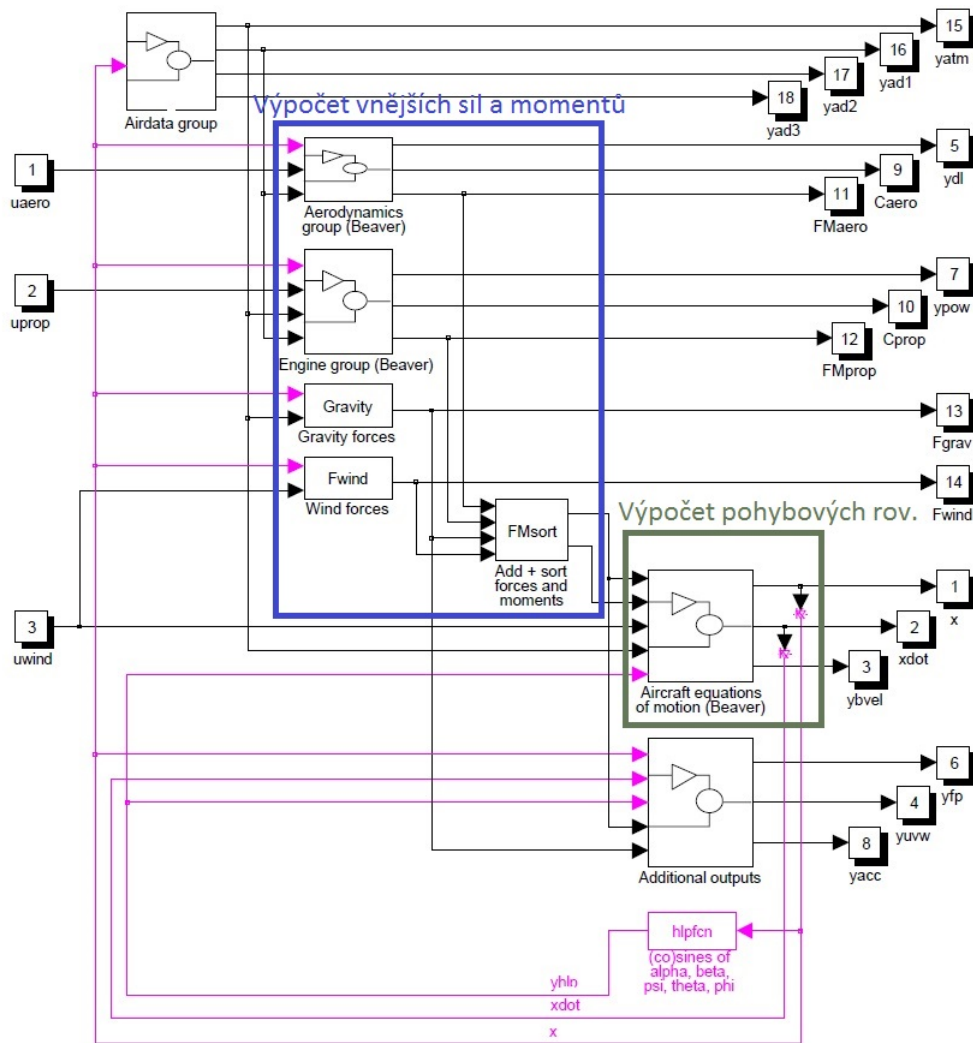 15
yatm
16
yad1
17
yad2
18
yad3
Airdata group
Výpočet vnějších sil a momentů
1
uaero
Aerodynamics
group (Beaver)
5
ydl
9
Caero
11
FMaero
2
uprop
Engine group (Beaver)
7
ypow
10
Cprop
12
FMprop
Gravity
Gravity forces
13
Fgrav
Fwind
Wind forces
14
Fwind
FMsort
Add + sort
forces and
moments
Výpočet pohybových rov.
3
uwind
Aircraft equations
of motion (Beaver)
1
x
2
xdot
3
ybvel
Additional outputs
6
yfp
4
yuvw
8
yacc
hlpfcn
(co)sines of
alpha, beta,
psi, theta, phi
yhlp
xdot
x